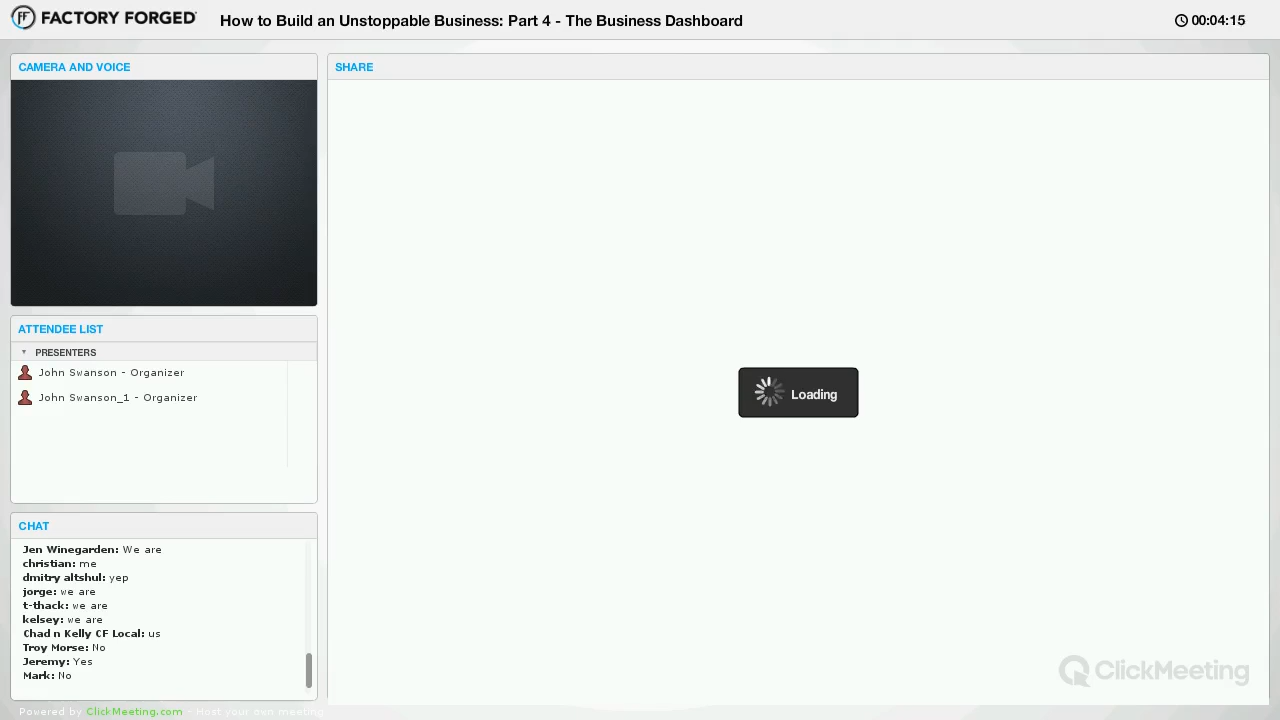 FACTORY FORGED
How to Build an Unstoppable Business: Part 4 - The Business Dashboard
00:04:15
CAMERA AND VOICE
SHARE
ATTENDEE LIST
PRESENTERS
John Swanson - Organizer
John Swanson_1 - Organizer
Loading
CHAT
Jen Winegarden: We are
christian: me
dmitry altshul: yep
jorge: we are
t-thack: we are
kelsey: we are
Chad n Kelly CF Local: us
Troy Morse: No
Jeremy: Yes
Mark: No
ClickMeeting
Powered by ClickMeeting.com - Host your own meeting